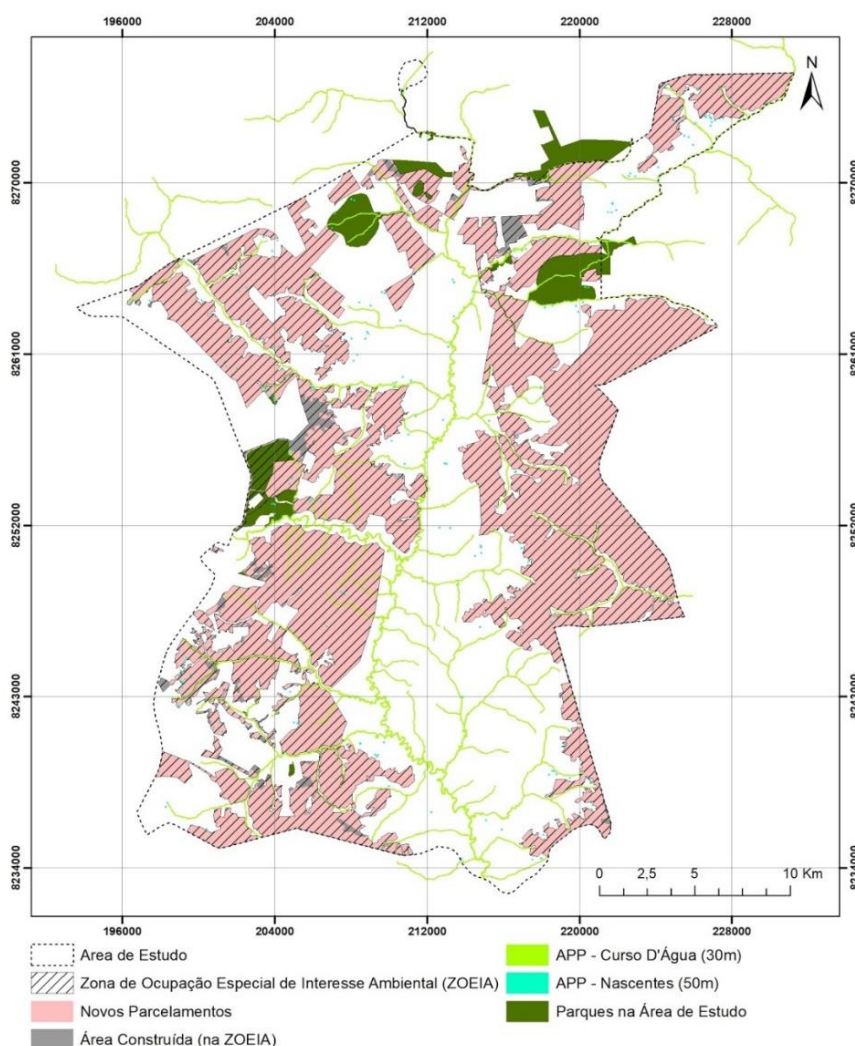 196000 204000 212000 220000 228000
N
8270000 8270000
8261000 8261000
8252000 8252000
8243000 8243000
8234000 8234000
0 2,5 5 10 Km
196000 204000 212000 220000 228000
Area de Estudo
Zona de Ocupação Especial de Interesse Ambiental (ZOEIA)
Novos Parcelamentos
Área Construída (na ZOEIA)
APP - Curso D'Água (30m)
APP - Nascentes (50m)
Parques na Área de Estudo